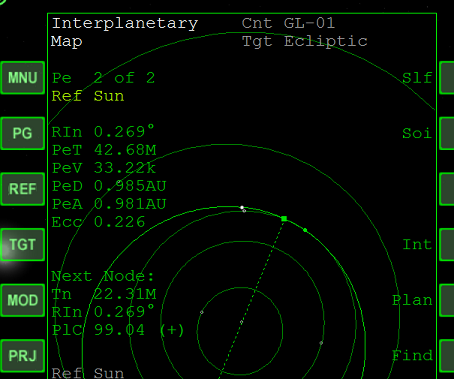 Interplanetary Cnt GL-01
Map Tgt Ecliptic
MNU Pe 2 of 2 Slf
Ref Sun
PG RIn 0.269° Soi
PeT 42.68M
PeV 33.22k
REF PeD 0.985AU
PeA 0.981AU
Ecc 0.226
TGT Int
Next Node:
MOD Tn 22.31M Plan
RIn 0.269°
PlC 99.04 (+)
PRJ Find
Ref Sun